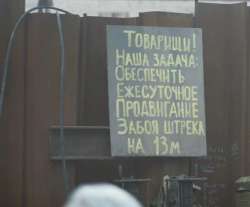 Товарищи!
Наша задача:
Обеспечить
Ежесуточное
Продвигание
Забоя штрека
на 13 м